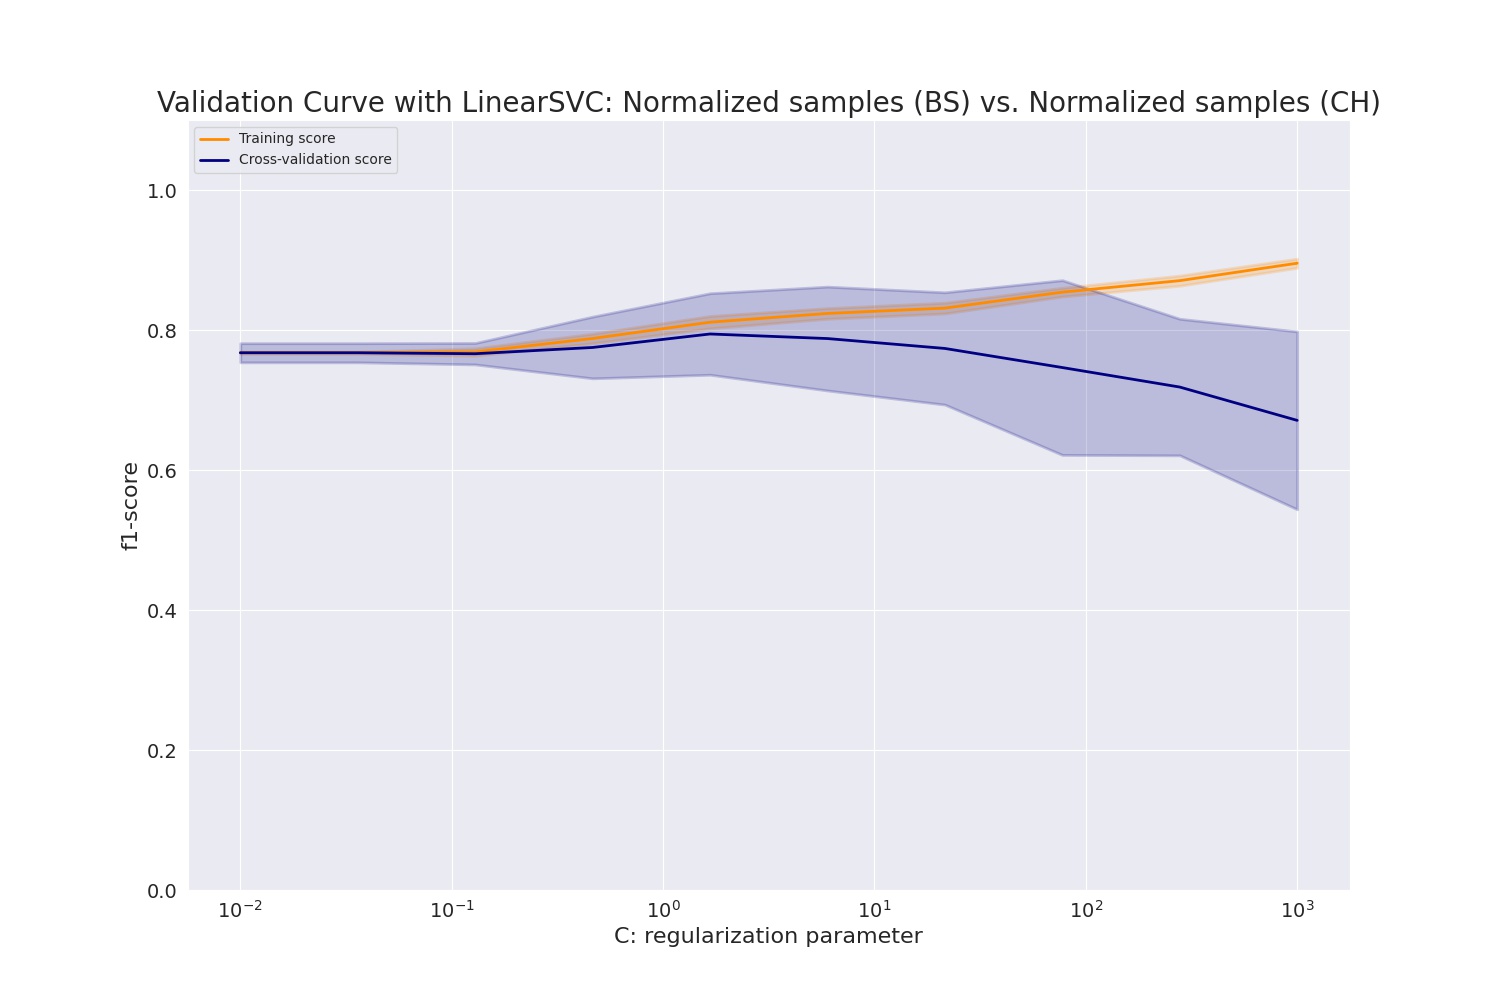 Validation Curve with LinearSVC: Normalized samples (BS) vs. Normalized samples (CH)
Training score
Cross-validation score
1.0
0.8
0.6
0.4
0.2
0.0
f1-score
10⁻² 10⁻¹ 10⁰ 10¹ 10² 10³
C: regularization parameter